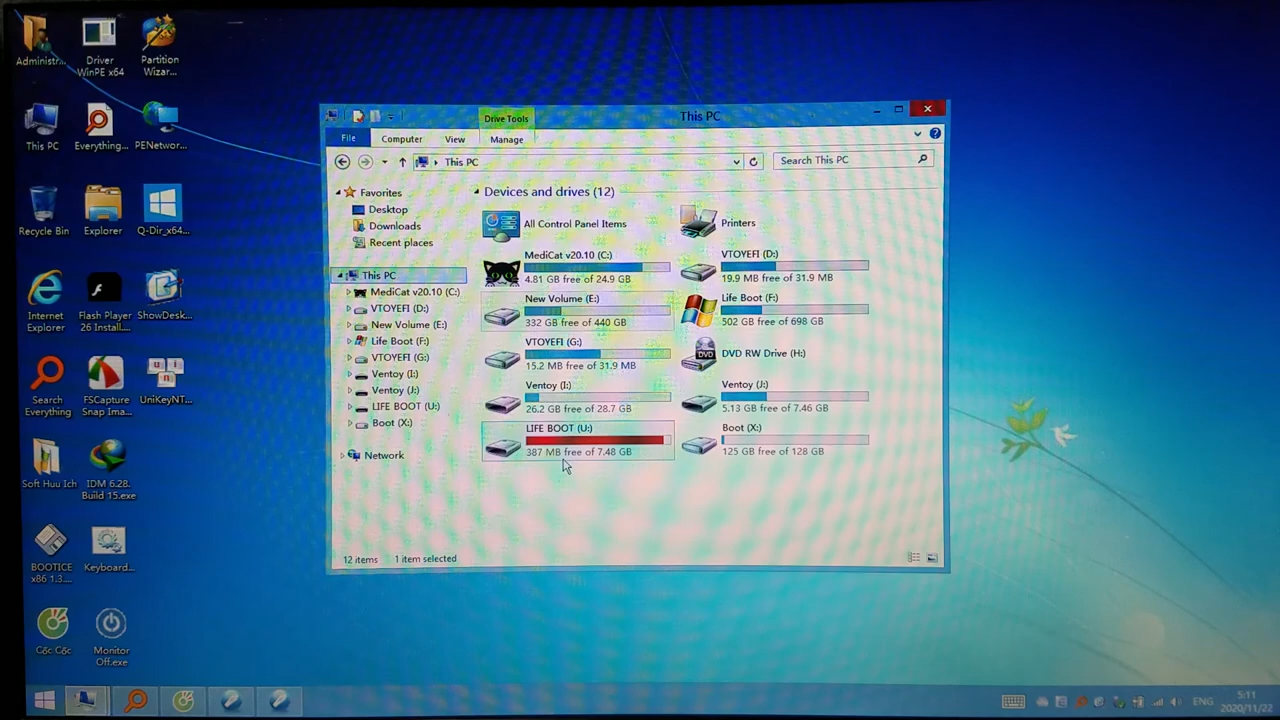 Administr...
Driver
WinPE x64
Partition
Wizar...
This PC
Everything...
PENetwor...
Recycle Bin
Explorer
Q-Dir_x64...
Internet
Explorer
Flash Player
26 Install....
ShowDesk...
Search
Everything
FSCapture
Snap Ima...
UniKeyNT...
Soft Huu Ich
IDM 6.28.
Build 15.exe
BOOTICE
x86 1.3....
Keyboard...
Cốc Cốc
Monitor
Off.exe
Drive Tools
This PC
File
Computer
View
Manage
This PC
Search This PC
Favorites
Desktop
Downloads
Recent places
This PC
MediCat v20.10 (C:)
VTOYEFI (D:)
New Volume (E:)
Life Boot (F:)
VTOYEFI (G:)
Ventoy (I:)
Ventoy (J:)
LIFE BOOT (U:)
Boot (X:)
Network
Devices and drives (12)
All Control Panel Items
Printers
MediCat v20.10 (C:)
4.81 GB free of 24.9 GB
VTOYEFI (D:)
19.9 MB free of 31.9 MB
New Volume (E:)
332 GB free of 440 GB
Life Boot (F:)
502 GB free of 698 GB
VTOYEFI (G:)
15.2 MB free of 31.9 MB
DVD
DVD RW Drive (H:)
Ventoy (I:)
26.2 GB free of 28.7 GB
Ventoy (J:)
5.13 GB free of 7.46 GB
LIFE BOOT (U:)
387 MB free of 7.48 GB
Boot (X:)
125 GB free of 128 GB
12 items
1 item selected
ENG
5:11
2020/11/22